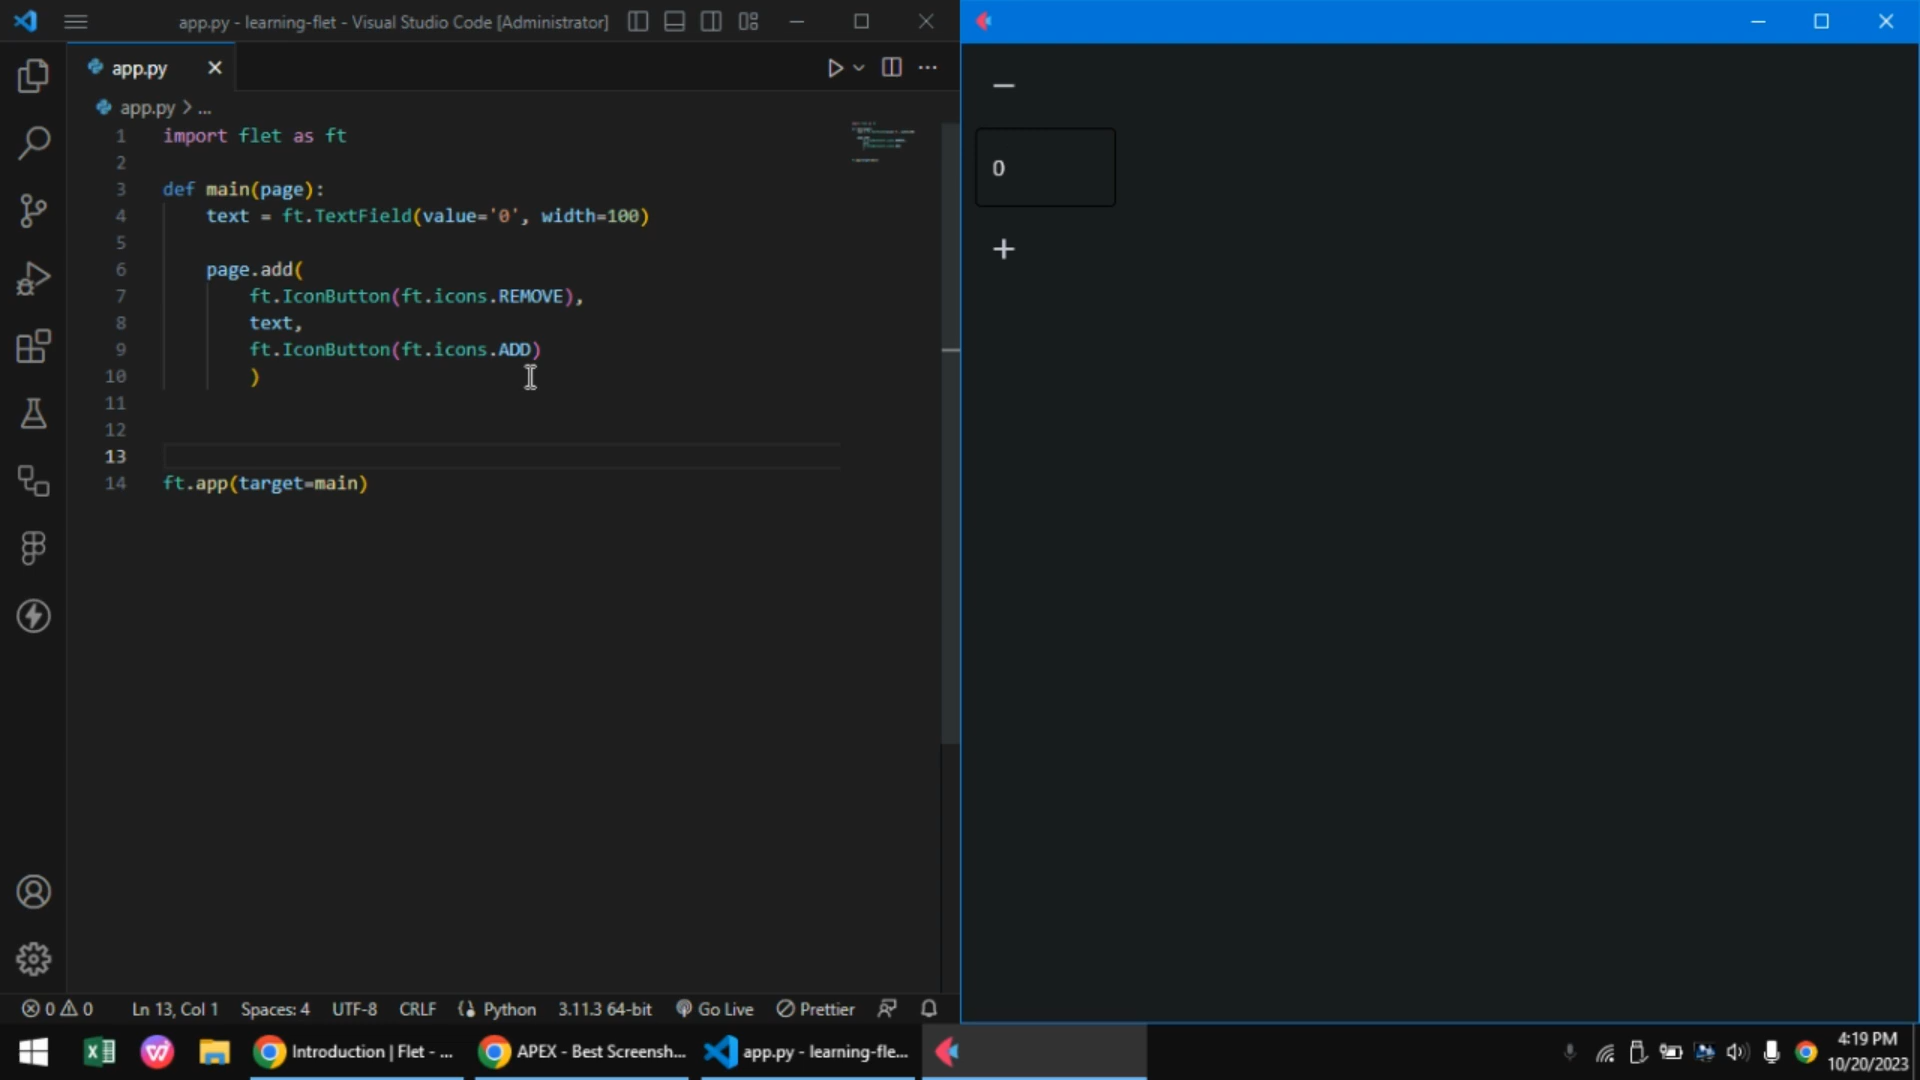 app.py - learning-flet - Visual Studio Code [Administrator]
app.py
app.py > ...
1 import flet as ft
2
3 def main(page):
4 text = ft.TextField(value='0', width=100)
5
6 page.add(
7 ft.IconButton(ft.icons.REMOVE),
8 text,
9 ft.IconButton(ft.icons.ADD)
10 )
11
12
13
14 ft.app(target=main)
0
0 0 Ln 13, Col 1 Spaces: 4 UTF-8 CRLF Python 3.11.3 64-bit Go Live Prettier
Introduction | Flet - ... APEX - Best Screensh... app.py - learning-fle...
4:19 PM
10/20/2023